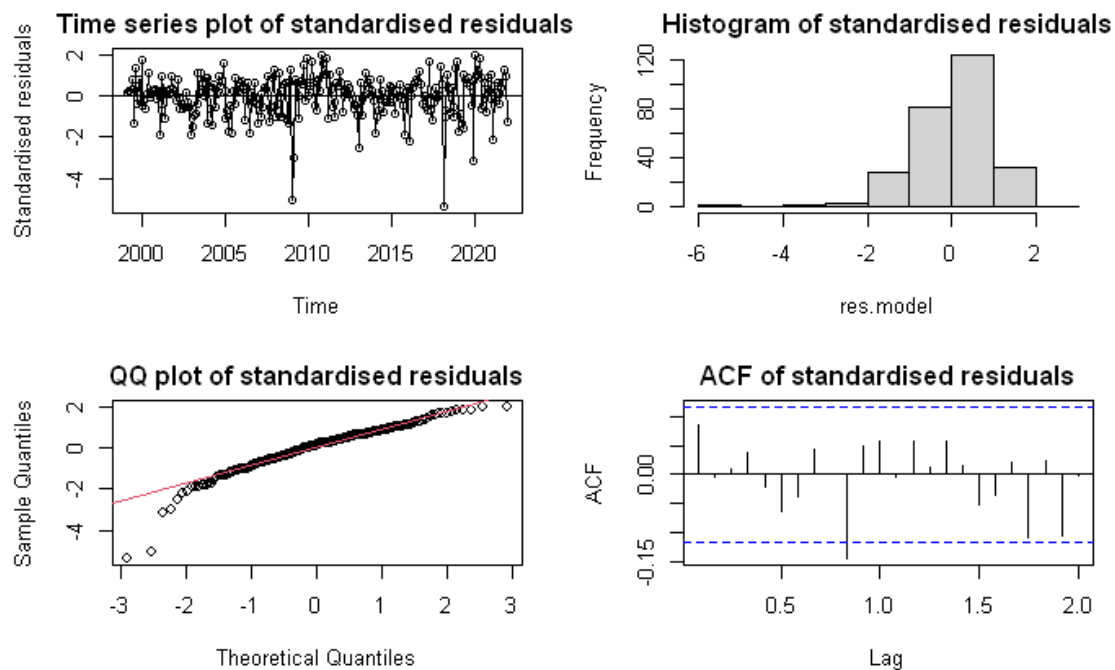 Time series plot of standardised residuals
Standardised residuals
2
0
-2
-4
2000 2005 2010 2015 2020
Time
Histogram of standardised residuals
Frequency
120
80
40
0
-6 -4 -2 0 2
res.model
QQ plot of standardised residuals
Sample Quantiles
2
0
-2
-4
-3 -2 -1 0 1 2 3
Theoretical Quantiles
ACF of standardised residuals
ACF
0.00
-0.15
0.5 1.0 1.5 2.0
Lag